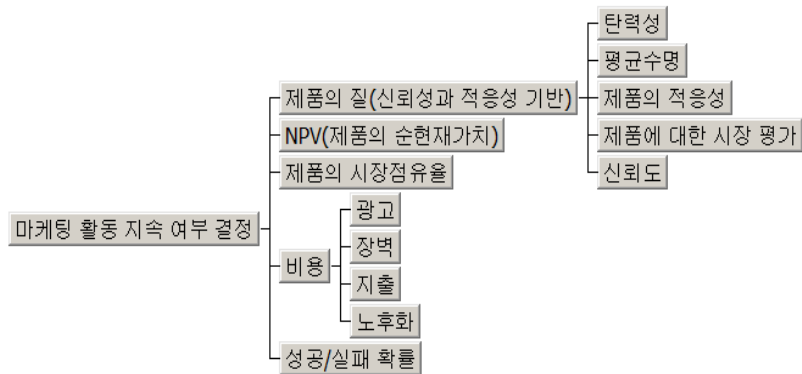 탄력성
평균수명
제품의 질(신뢰성과 적응성 기반)
제품의 적응성
NPV(제품의 순현재가치)
제품에 대한 시장 평가
제품의 시장점유율
신뢰도
마케팅 활동 지속 여부 결정
광고
장벽
비용
지출
노후화
성공/실패 확률